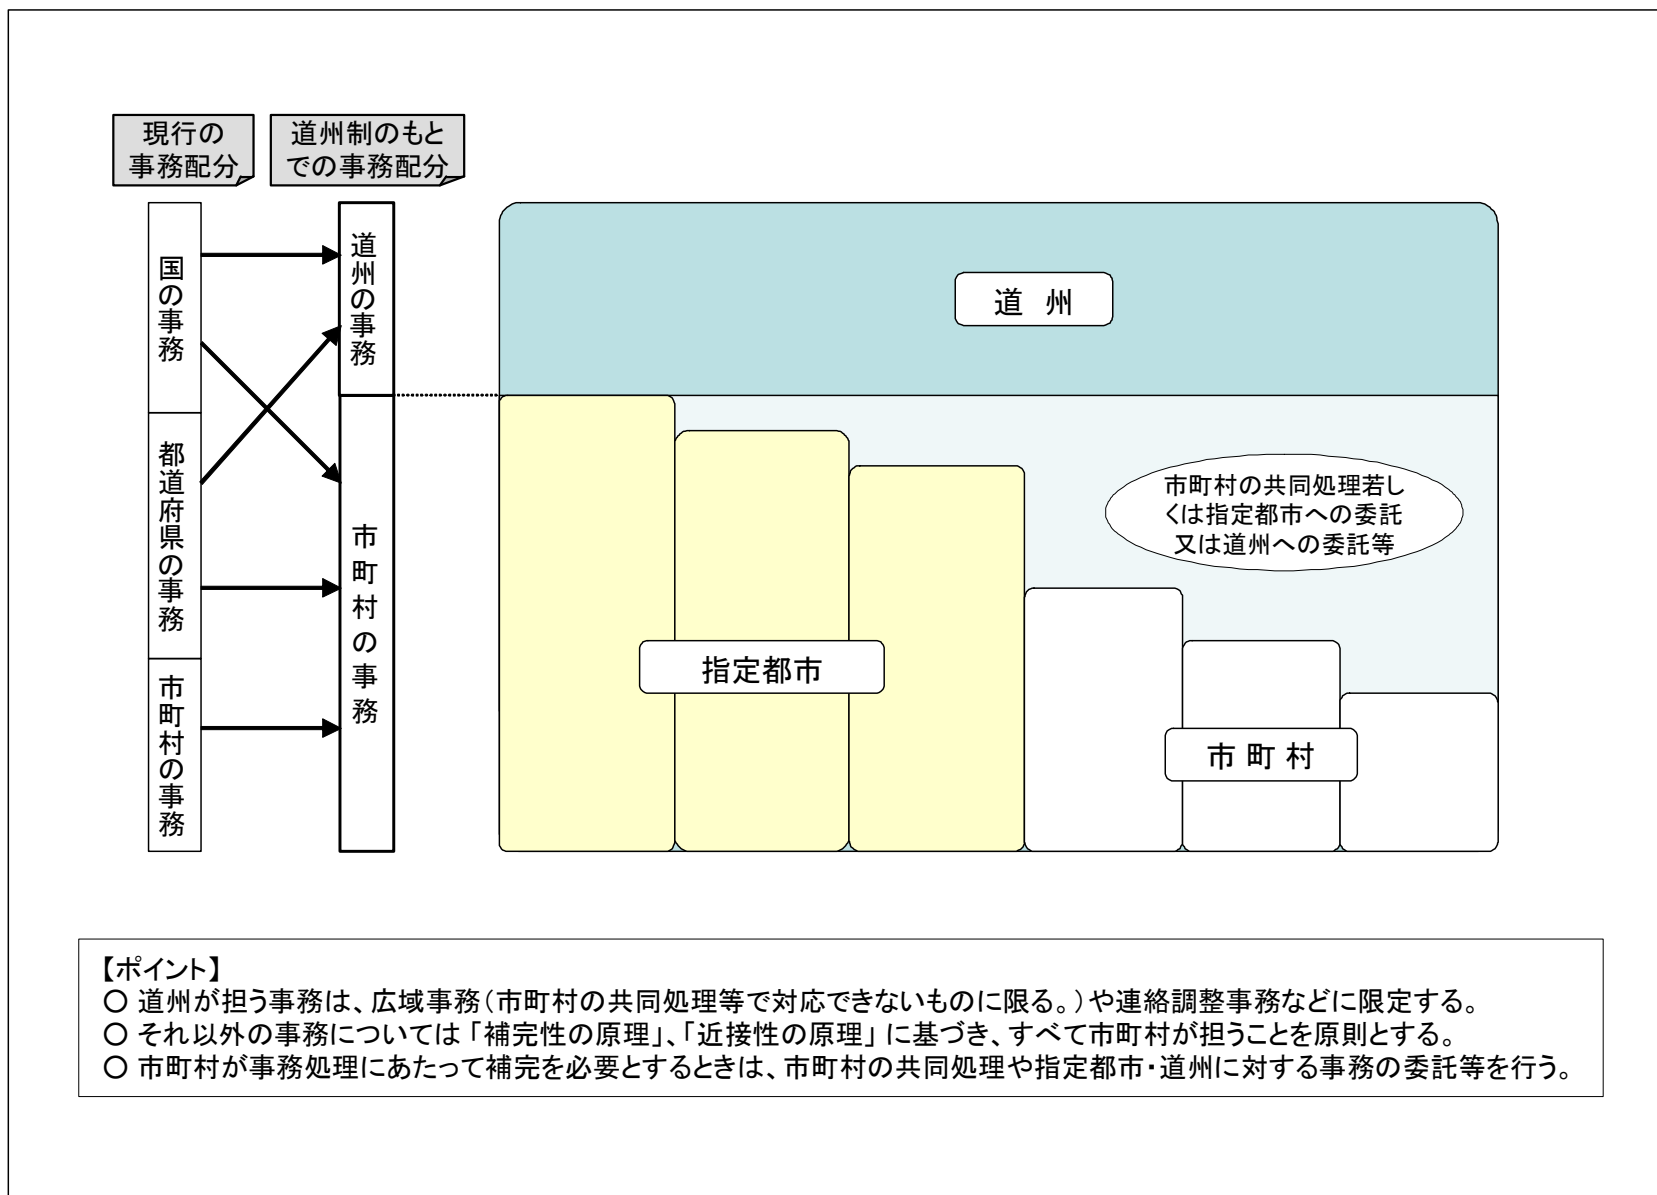 現行の
事務配分
道州制のもと
での事務配分
国の事務
都道府県の事務
市町村の事務
道州の事務
市町村の事務
道 州
市町村の共同処理若し
くは指定都市への委託
又は道州への委託等
指定都市
市 町 村
【ポイント】
○ 道州が担う事務は、広域事務（市町村の共同処理等で対応できないものに限る。）や連絡調整事務などに限定する。
○ それ以外の事務については「補完性の原理」、「近接性の原理」に基づき、すべて市町村が担うことを原則とする。
○ 市町村が事務処理にあたって補完を必要とするときは、市町村の共同処理や指定都市・道州に対する事務の委託等を行う。